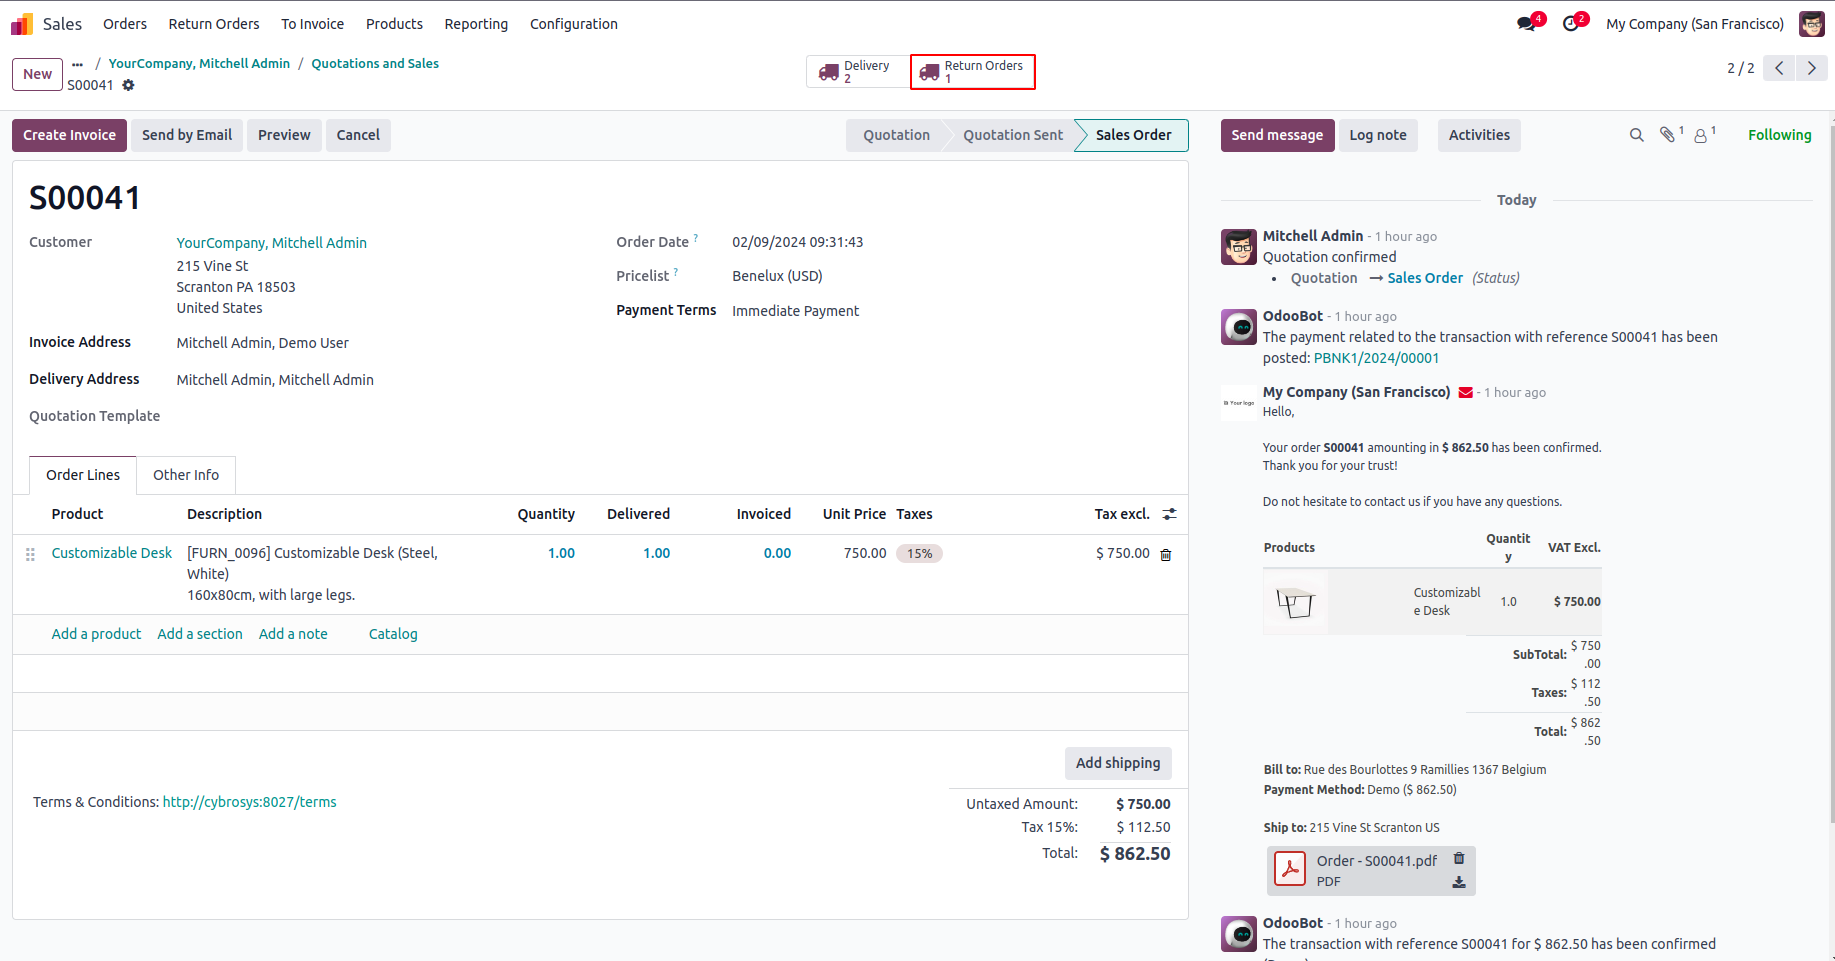 Sales Orders Return Orders To Invoice Products Reporting Configuration 4 2 My Company (San Francisco)
New ... / YourCompany, Mitchell Admin / Quotations and Sales
S00041
Delivery
2
Return Orders
1
2 / 2
Create Invoice Send by Email Preview Cancel Quotation Quotation Sent Sales Order
S00041
Customer YourCompany, Mitchell Admin
215 Vine St
Scranton PA 18503
United States
Invoice Address Mitchell Admin, Demo User
Delivery Address Mitchell Admin, Mitchell Admin
Quotation Template
Order Date ? 02/09/2024 09:31:43
Pricelist ? Benelux (USD)
Payment Terms Immediate Payment
Order Lines Other Info
Product Description Quantity Delivered Invoiced Unit Price Taxes Tax excl.
Customizable Desk [FURN_0096] Customizable Desk (Steel, 1.00 1.00 0.00 750.00 15% $ 750.00
White)
160x80cm, with large legs.
Add a product Add a section Add a note Catalog
Add shipping
Terms & Conditions: http://cybrosys:8027/terms
Untaxed Amount: $ 750.00
Tax 15%: $ 112.50
Total: $ 862.50
Send message Log note Activities 1 1 Following
Today
Mitchell Admin - 1 hour ago
Quotation confirmed
• Quotation → Sales Order (Status)
OdooBot - 1 hour ago
The payment related to the transaction with reference S00041 has been
posted: PBNK1/2024/00001
Your logo
My Company (San Francisco) - 1 hour ago
Hello,
Your order S00041 amounting in $ 862.50 has been confirmed.
Thank you for your trust!
Do not hesitate to contact us if you have any questions.
Products Quantit
y VAT Excl.
Customizabl
e Desk 1.0 $ 750.00
SubTotal: $ 750
.00
Taxes: $ 112
.50
Total: $ 862
.50
Bill to: Rue des Bourlottes 9 Ramillies 1367 Belgium
Payment Method: Demo ($ 862.50)
Ship to: 215 Vine St Scranton US
Order - S00041.pdf
PDF
OdooBot - 1 hour ago
The transaction with reference S00041 for $ 862.50 has been confirmed